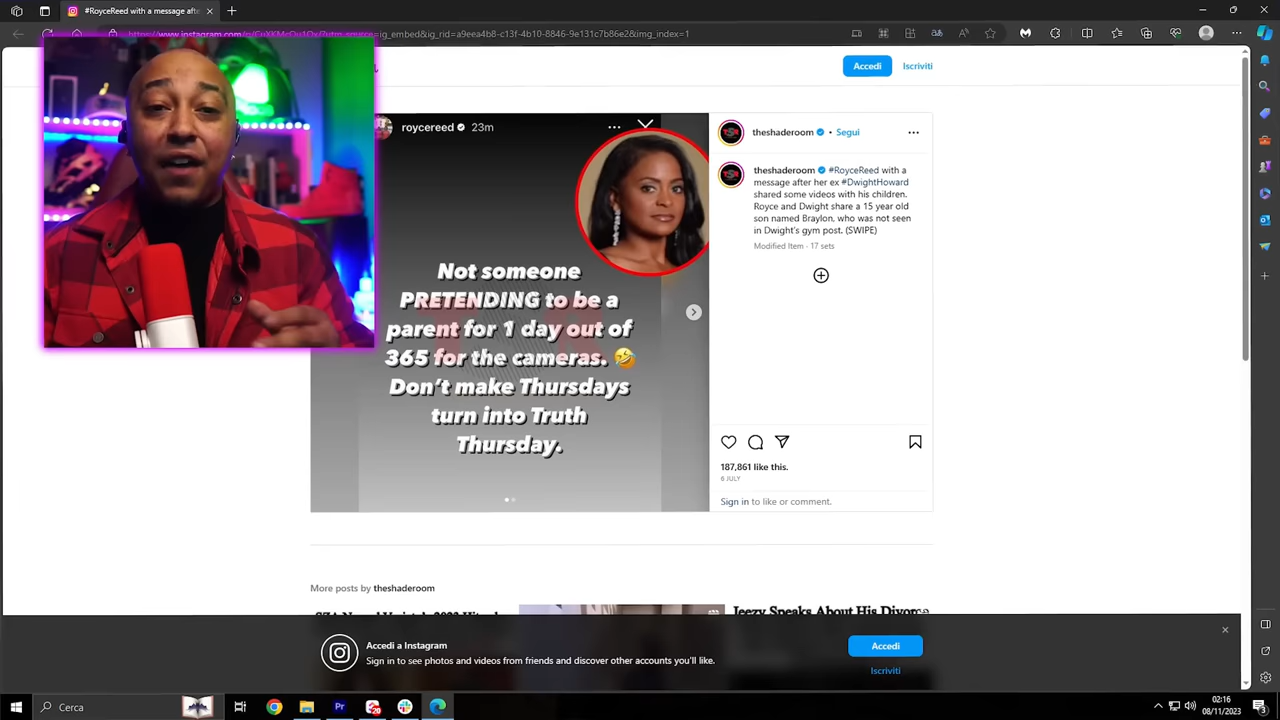 #RoyceReed with a message afte
https://www.instagram.com/p/CuXKMcOu1Ox/?utm_source=ig_embed&ig_rid=a9eea4b8-c13f-4b10-8846-9e131c7b86e2&img_index=1
Accedi
Iscriviti
roycereed 23m
Not someone
PRETENDING to be a
parent for 1 day out of
365 for the cameras. 🤣
Don't make Thursdays
turn into Truth
Thursday.
theshaderoom • Segui
theshaderoom #RoyceReed with a
message after her ex #DwightHoward
shared some videos with his children.
Royce and Dwight share a 15 year old
son named Braylon, who was not seen
in Dwight's gym post. (SWIPE)
Modified Item · 17 sets
187,861 like this.
6 JULY
Sign in to like or comment.
More posts by theshaderoom
Jeezy Speaks About His Divorce
Accedi a Instagram
Sign in to see photos and videos from friends and discover other accounts you'll like.
Accedi
Iscriviti
Cerca
Pr
02:16
08/11/2023